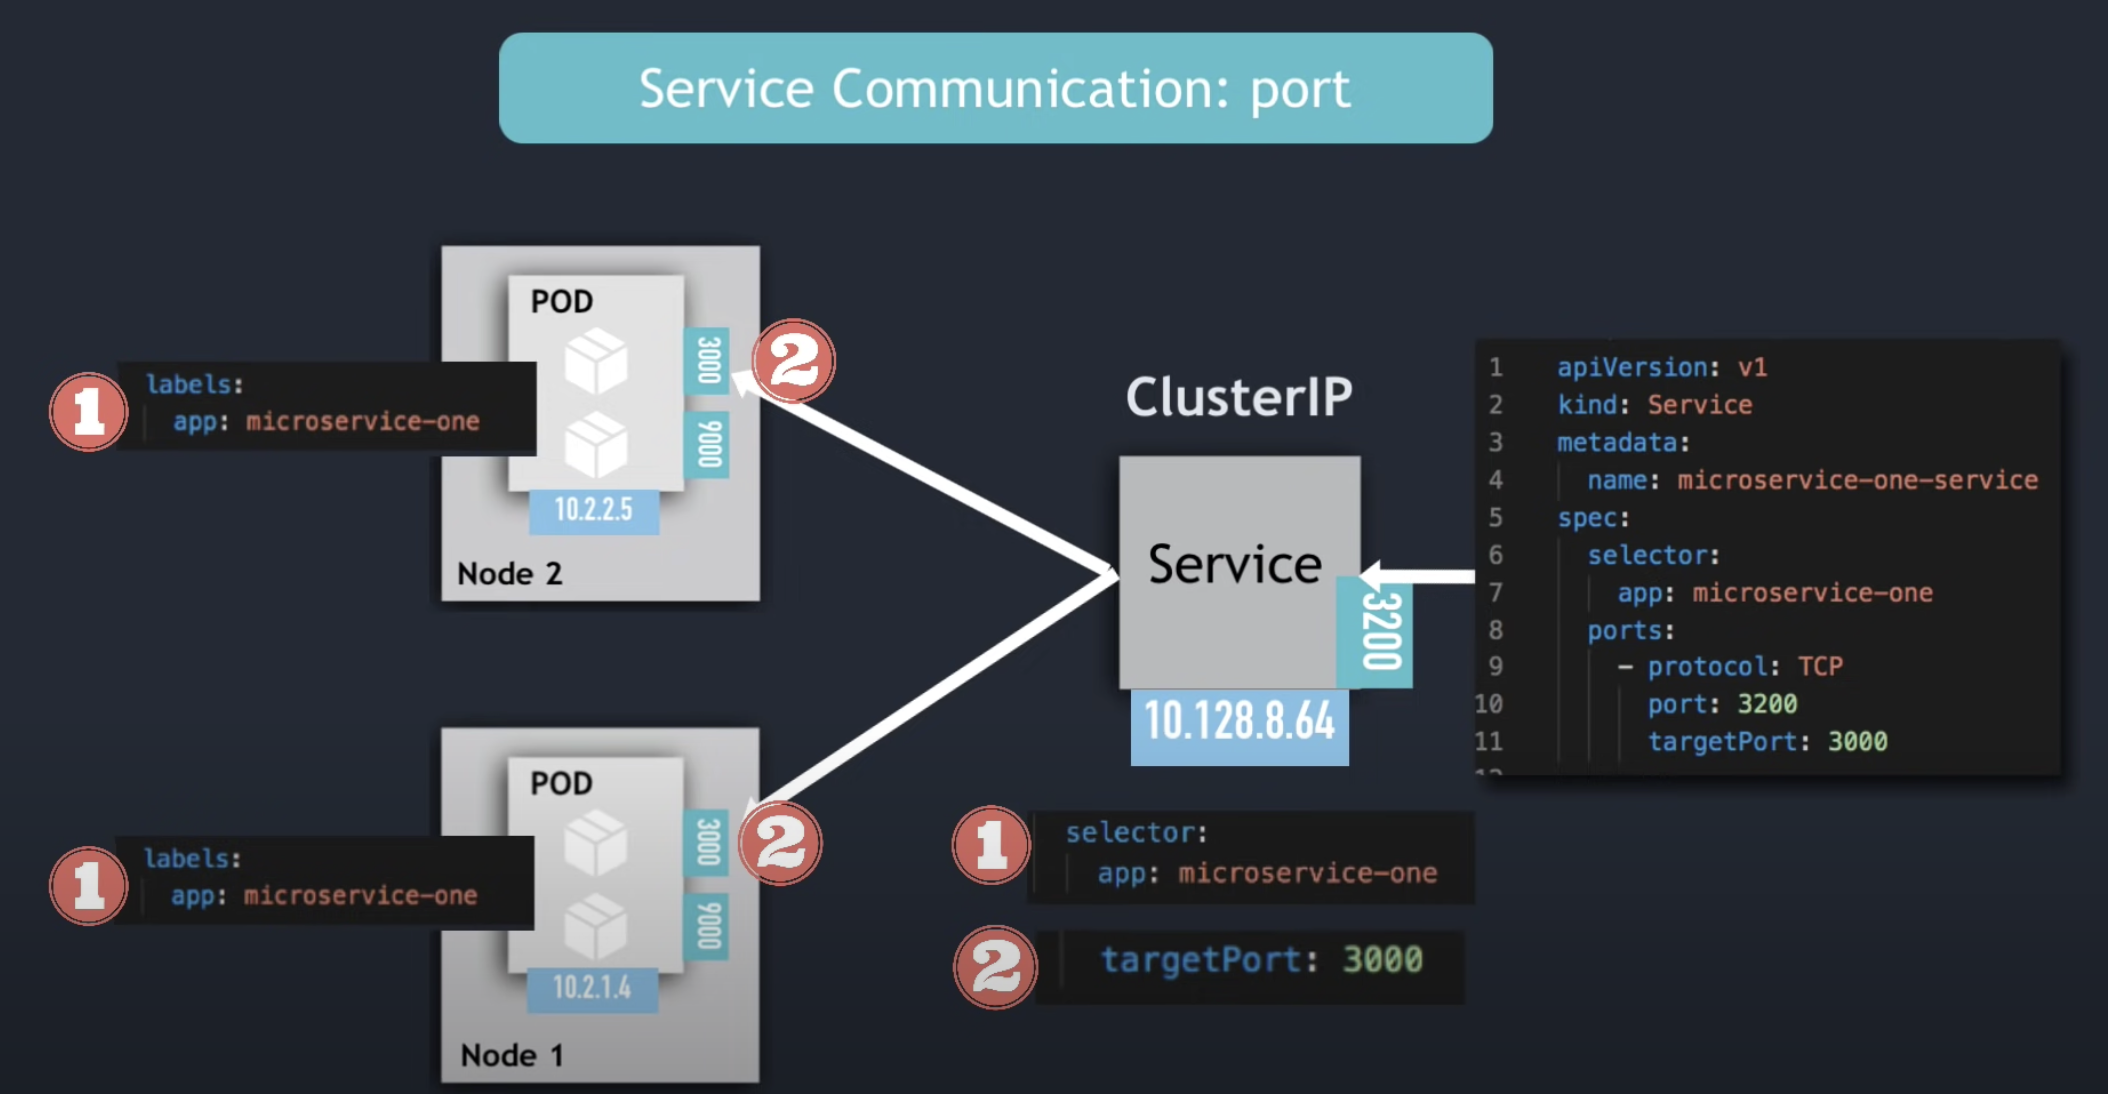 Service Communication: port
POD
3000
9000
10.2.2.5
Node 2
1
labels:
app: microservice-one
2
POD
3000
9000
10.2.1.4
Node 1
1
labels:
app: microservice-one
2
ClusterIP
Service
3200
10.128.8.64
1
selector:
app: microservice-one
2
targetPort: 3000
1 apiVersion: v1
2 kind: Service
3 metadata:
4 name: microservice-one-service
5 spec:
6 selector:
7 app: microservice-one
8 ports:
9 - protocol: TCP
10 port: 3200
11 targetPort: 3000